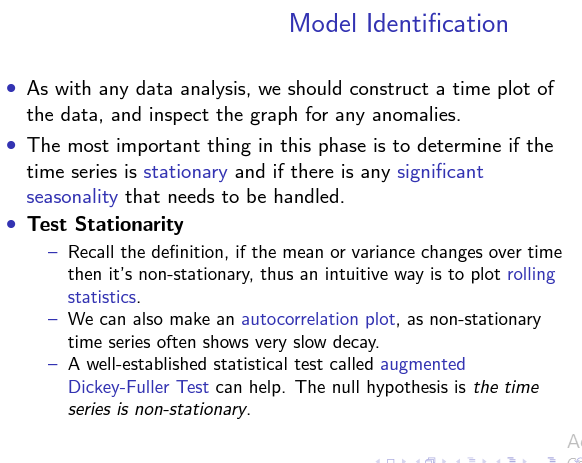 Model Identification
• As with any data analysis, we should construct a time plot of
the data, and inspect the graph for any anomalies.
• The most important thing in this phase is to determine if the
time series is stationary and if there is any significant
seasonality that needs to be handled.
• Test Stationarity
– Recall the definition, if the mean or variance changes over time
then it's non-stationary, thus an intuitive way is to plot rolling
statistics.
– We can also make an autocorrelation plot, as non-stationary
time series often shows very slow decay.
– A well-established statistical test called augmented
Dickey-Fuller Test can help. The null hypothesis is the time
series is non-stationary.